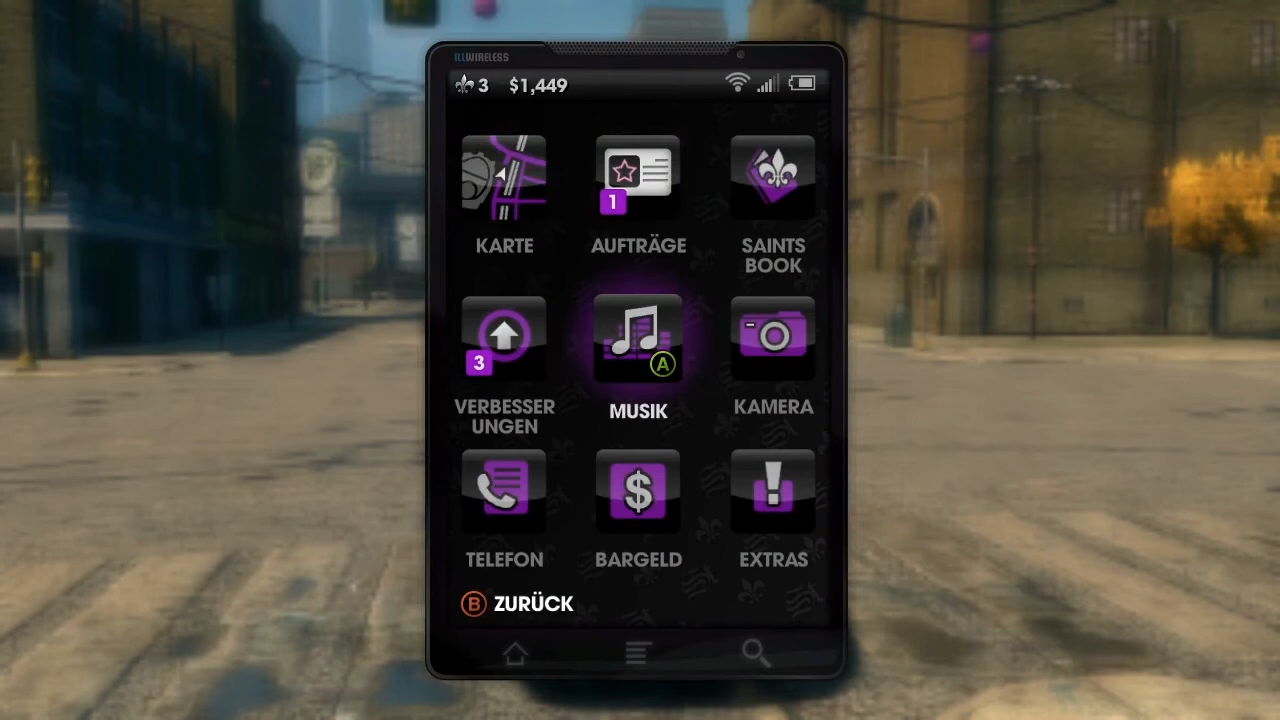 ILLWIRELESS
3 $1,449
KARTE
1
AUFTRÄGE
SAINTS
BOOK
3
VERBESSER
UNGEN
A
MUSIK
KAMERA
TELEFON
$
BARGELD
!
EXTRAS
B ZURÜCK